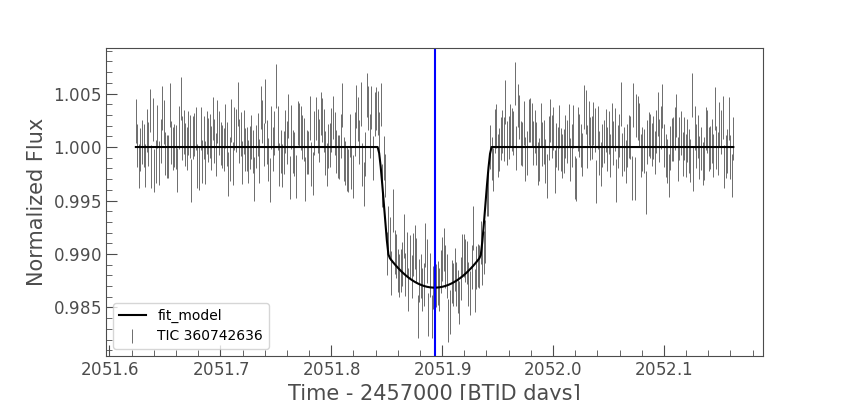 Normalized Flux
1.005
1.000
0.995
0.990
0.985
fit_model
TIC 360742636
2051.6 2051.7 2051.8 2051.9 2052.0 2052.1
Time - 2457000 [BTJD days]